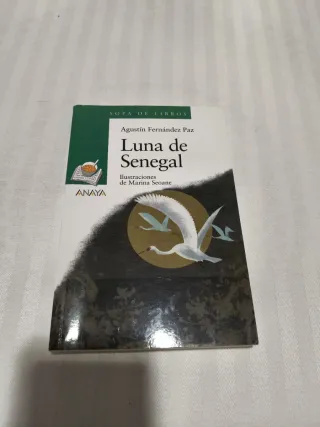 SOPA DE LIBROS
Agustín Fernández Paz
Luna de
Senegal
Ilustraciones
de Marina Seoane
ANAYA